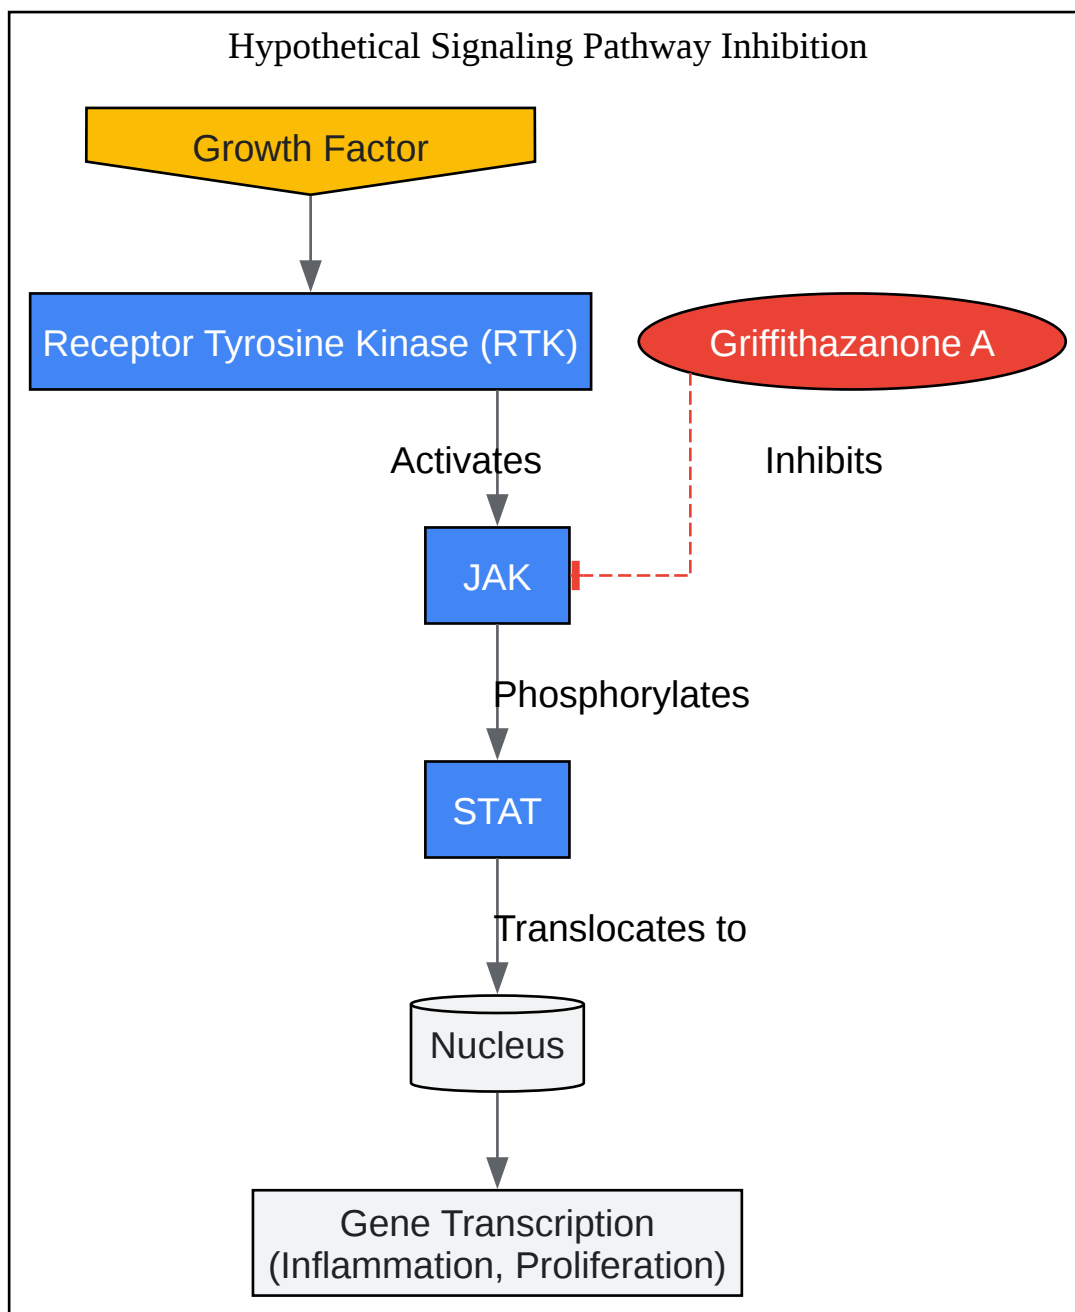 Hypothetical Signaling Pathway Inhibition
Growth Factor
Receptor Tyrosine Kinase (RTK)
Griffithazanone A
Activates
Inhibits
JAK
Phosphorylates
STAT
Translocates to
Nucleus
Gene Transcription
(Inflammation, Proliferation)